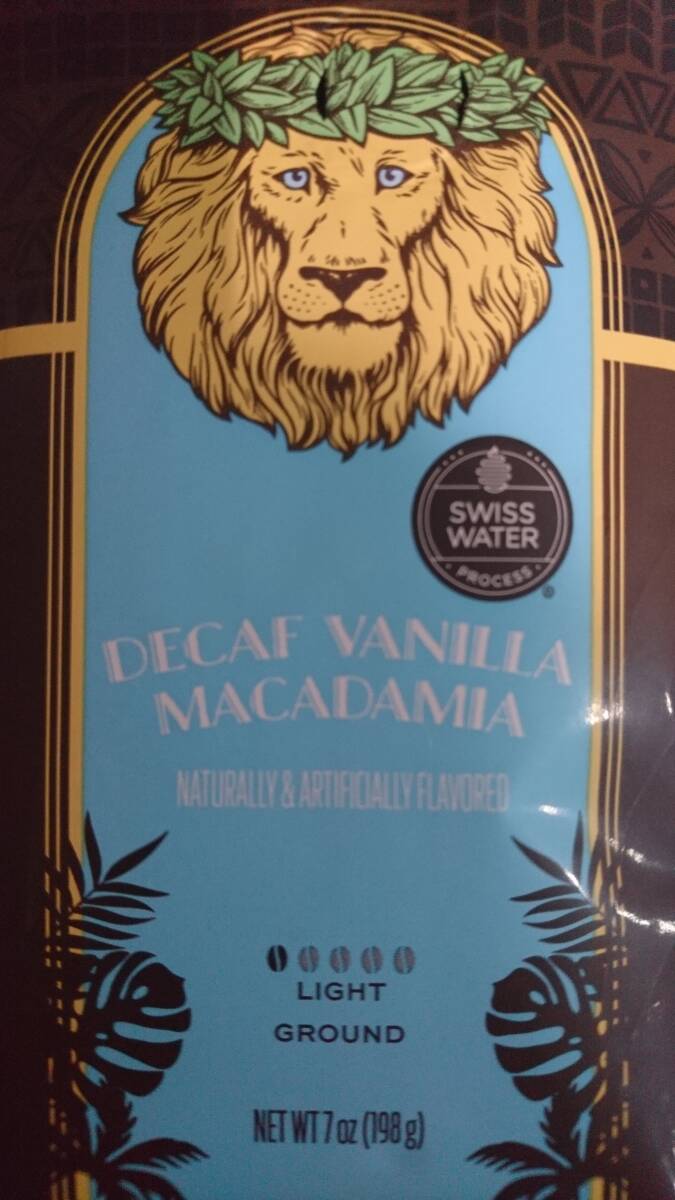 SWISS
WATER
PROCESS
®
DECAF VANILLA
MACADAMIA
NATURALLY & ARTIFICIALLY FLAVORED
LIGHT
GROUND
NET WT 7 oz (198 g)